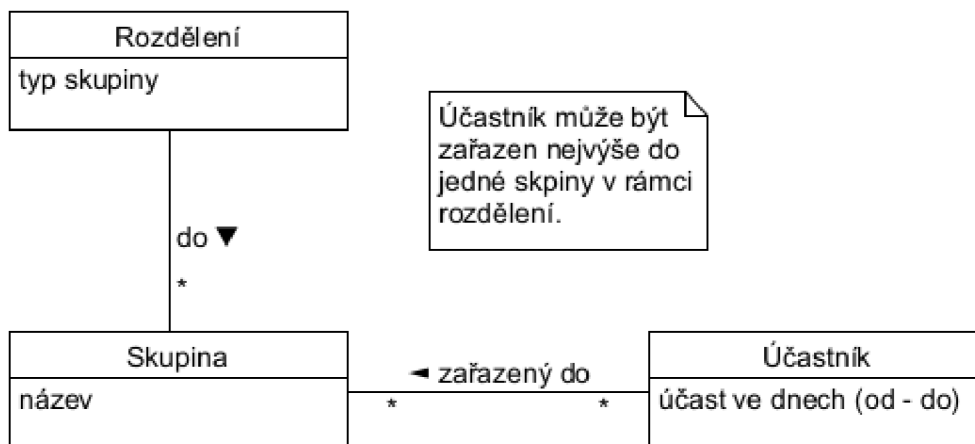 Rozdělení
typ skupiny
Účastník může být
zařazen nejvýše do
jedné skpiny v rámci
rozdělení.
do ▼
*
Skupina
název
◄ zařazený do
* *
Účastník
účast ve dnech (od - do)